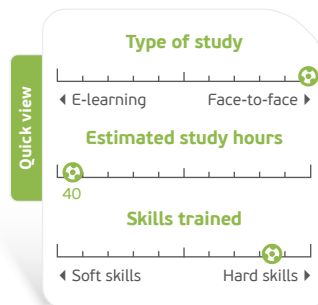 Quick view
Type of study
E-learning Face-to-face
Estimated study hours
40
Skills trained
Soft skills Hard skills